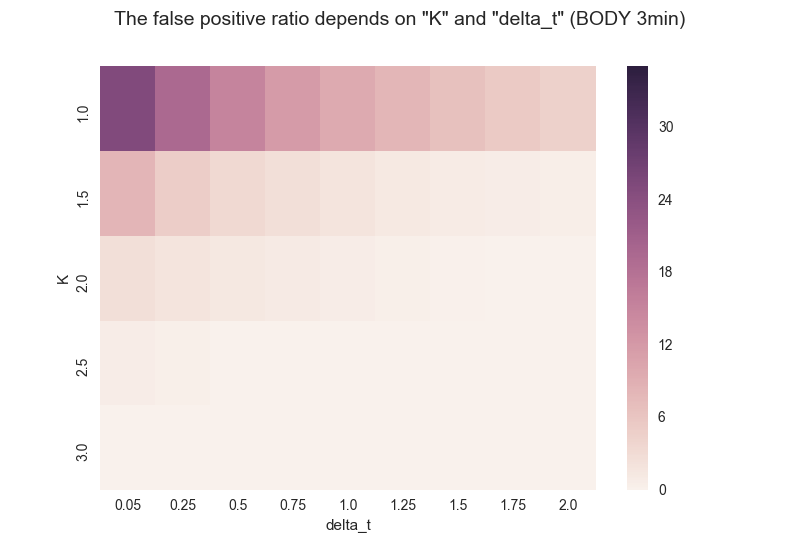 The false positive ratio depends on "K" and "delta_t" (BODY 3min)
1.0
1.5
2.0
2.5
3.0
K
0.05 0.25 0.5 0.75 1.0 1.25 1.5 1.75 2.0
delta_t
30
24
18
12
6
0